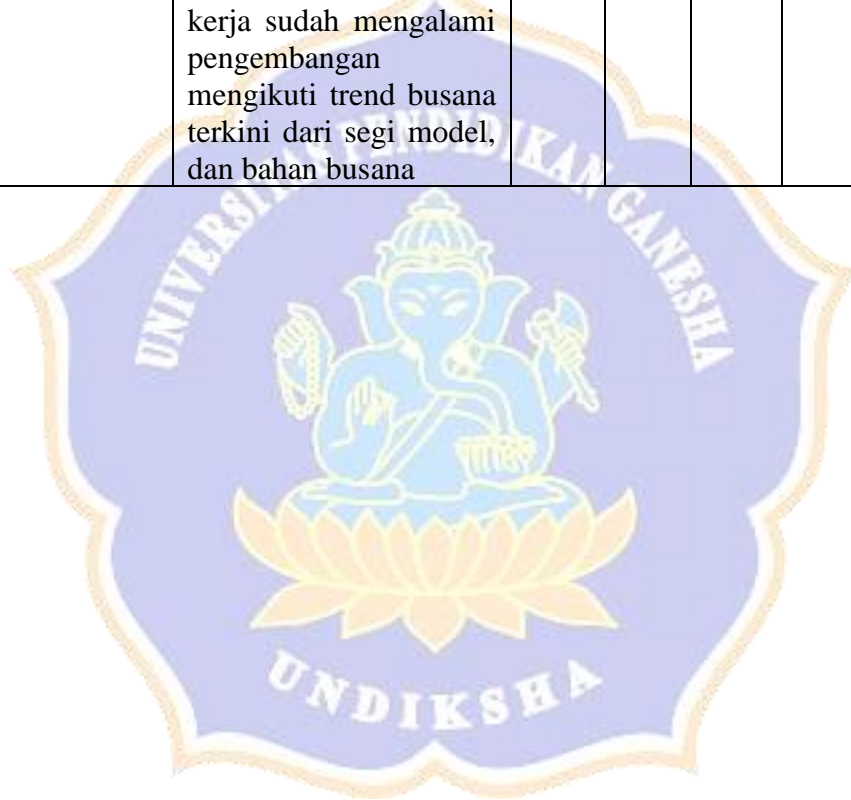 kerja sudah mengalami
pengembangan
mengikuti trend busana
terkini dari segi model,
dan bahan busana
UNIVERSITAS PENDIDIKAN GANESHA
UNDIKSHA